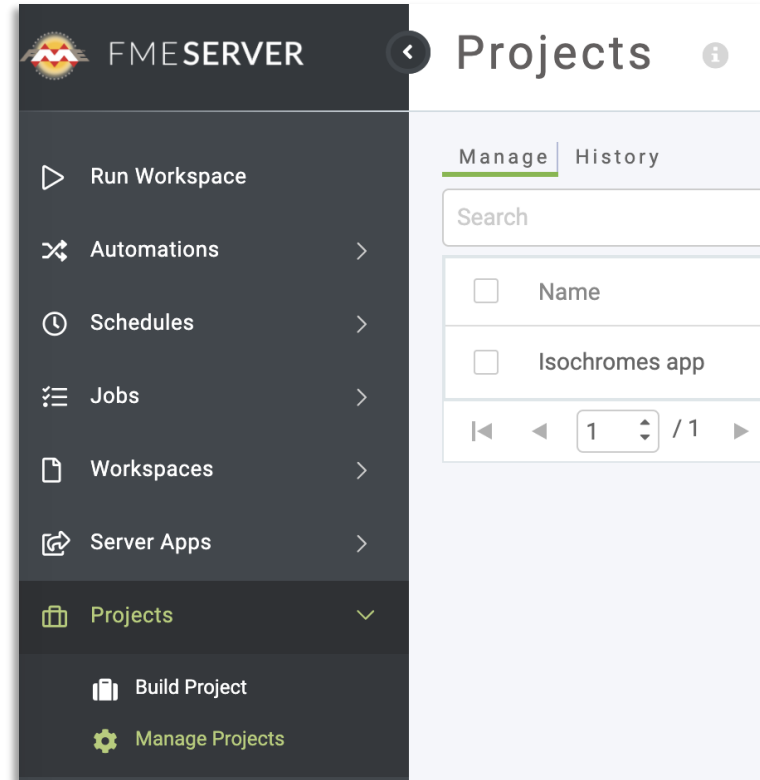 FMESERVER
Projects
Run Workspace
Automations
Schedules
Jobs
Workspaces
Server Apps
Projects
Build Project
Manage Projects
Manage History
Search
Name
Isochromes app
1 / 1